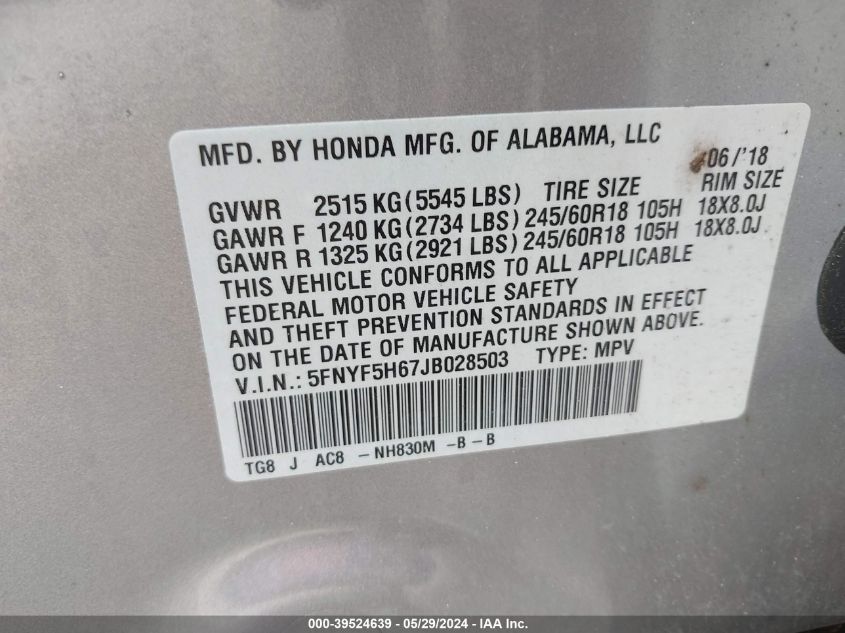 MFD. BY HONDA MFG. OF ALABAMA, LLC 06/'18
GVWR 2515 KG (5545 LBS) TIRE SIZE RIM SIZE
GAWR F 1240 KG (2734 LBS) 245/60R18 105H 18X8.0J
GAWR R 1325 KG (2921 LBS) 245/60R18 105H 18X8.0J
THIS VEHICLE CONFORMS TO ALL APPLICABLE
FEDERAL MOTOR VEHICLE SAFETY
AND THEFT PREVENTION STANDARDS IN EFFECT
ON THE DATE OF MANUFACTURE SHOWN ABOVE.
V.I.N.: 5FNYF5H67JB028503 TYPE: MPV
TG8 J AC8 - NH830M - B - B
000-39524639 - 05/29/2024 - IAA Inc.